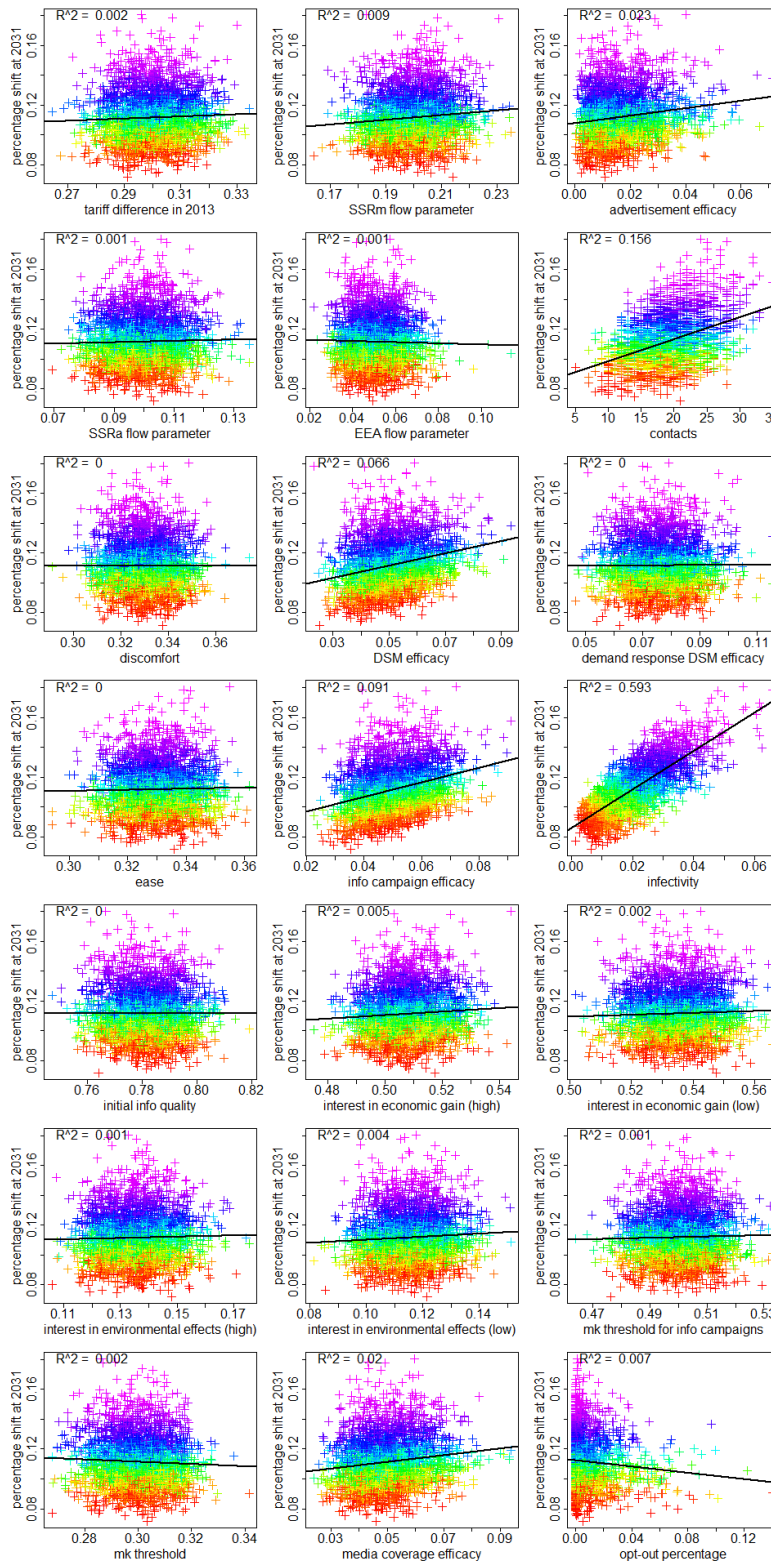 R^2 = 0.002 R^2 = 0.009 R^2 = 0.023
percentage shift at 2031 percentage shift at 2031 percentage shift at 2031
0.16 0.16 0.16
0.12 0.12 0.12
0.08 0.08 0.08
0.27 0.29 0.31 0.33 0.17 0.19 0.21 0.23 0.00 0.02 0.04 0.06
tariff difference in 2013 SSRm flow parameter advertisement efficacy
R^2 = 0.001 R^2 = 0.001 R^2 = 0.156
percentage shift at 2031 percentage shift at 2031 percentage shift at 2031
0.16 0.16 0.16
0.12 0.12 0.12
0.08 0.08 0.08
0.07 0.09 0.11 0.13 0.02 0.04 0.06 0.08 0.10 5 10 15 20 25 30
SSRa flow parameter EEA flow parameter contacts
R^2 = 0 R^2 = 0.066 R^2 = 0
percentage shift at 2031 percentage shift at 2031 percentage shift at 2031
0.16 0.16 0.16
0.12 0.12 0.12
0.08 0.08 0.08
0.30 0.32 0.34 0.36 0.03 0.05 0.07 0.09 0.05 0.07 0.09 0.11
discomfort DSM efficacy demand response DSM efficacy
R^2 = 0 R^2 = 0.091 R^2 = 0.593
percentage shift at 2031 percentage shift at 2031 percentage shift at 2031
0.16 0.16 0.16
0.12 0.12 0.12
0.08 0.08 0.08
0.30 0.32 0.34 0.36 0.02 0.04 0.06 0.08 0.00 0.02 0.04 0.06
ease info campaign efficacy infectivity
R^2 = 0 R^2 = 0.005 R^2 = 0.002
percentage shift at 2031 percentage shift at 2031 percentage shift at 2031
0.16 0.16 0.16
0.12 0.12 0.12
0.08 0.08 0.08
0.76 0.78 0.80 0.82 0.48 0.50 0.52 0.54 0.50 0.52 0.54 0.56
initial info quality interest in economic gain (high) interest in economic gain (low)
R^2 = 0.001 R^2 = 0.004 R^2 = 0.001
percentage shift at 2031 percentage shift at 2031 percentage shift at 2031
0.16 0.16 0.16
0.12 0.12 0.12
0.08 0.08 0.08
0.11 0.13 0.15 0.17 0.08 0.10 0.12 0.14 0.47 0.49 0.51
interest in environmental effects (high) interest in environmental effects (low) mk threshold for info campaigns
R^2 = 0.002 R^2 = 0.02 R^2 = 0.007
percentage shift at 2031 percentage shift at 2031 percentage shift at 2031
0.16 0.16 0.16
0.12 0.12 0.12
0.08 0.08 0.08
0.28 0.30 0.32 0.34 0.03 0.05 0.07 0.09 0.00 0.04 0.08 0.12
mk threshold media coverage efficacy opt-out percentage